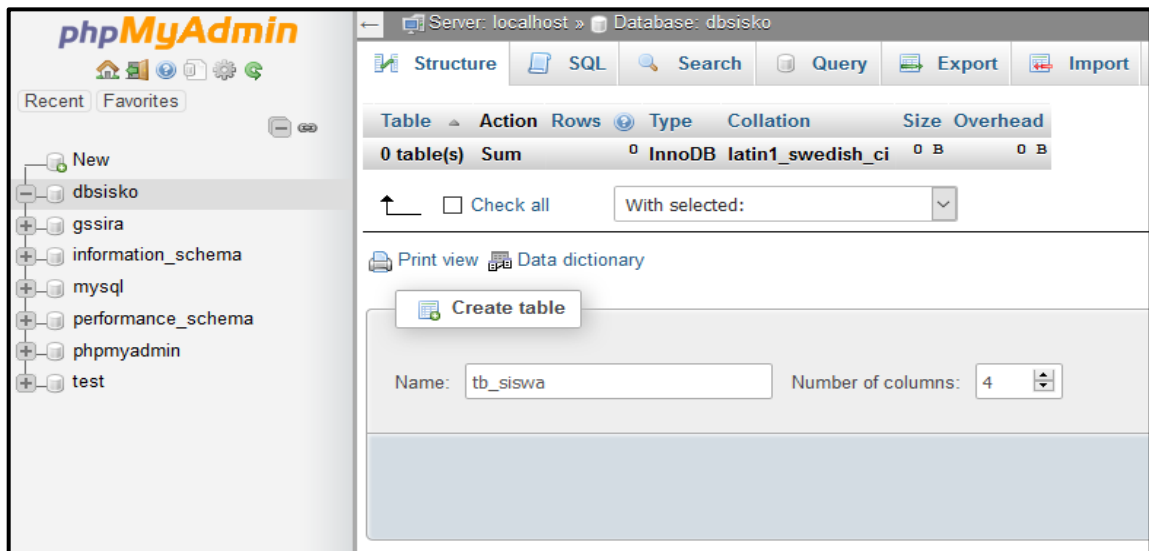 phpMyAdmin
Recent Favorites
New
dbsisko
gssira
information_schema
mysql
performance_schema
phpmyadmin
test
Server: localhost » Database: dbsisko
Structure SQL Search Query Export Import
Table Action Rows Type Collation Size Overhead
0 table(s) Sum 0 InnoDB latin1_swedish_ci 0 B 0 B
Check all With selected:
Print view Data dictionary
Create table
Name: tb_siswa Number of columns: 4